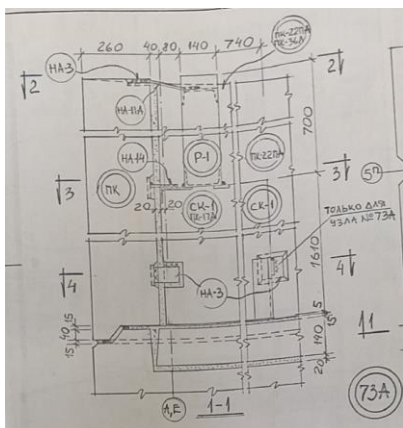 260 40 80 140 740
ПК-22ПА
ПК-36А
НА-3
2
2
НА-11А
700
НА-14
Р-1
ПК-22ПА
3
3
5П
ПК
20 20
СК-1
ПК-17А
СК-1
ТОЛЬКО ДЛЯ
УЗЛА №73А
1610
4
4
НА-3
15
40
15
5
15
190
20
11
73А
А,Е
1-1